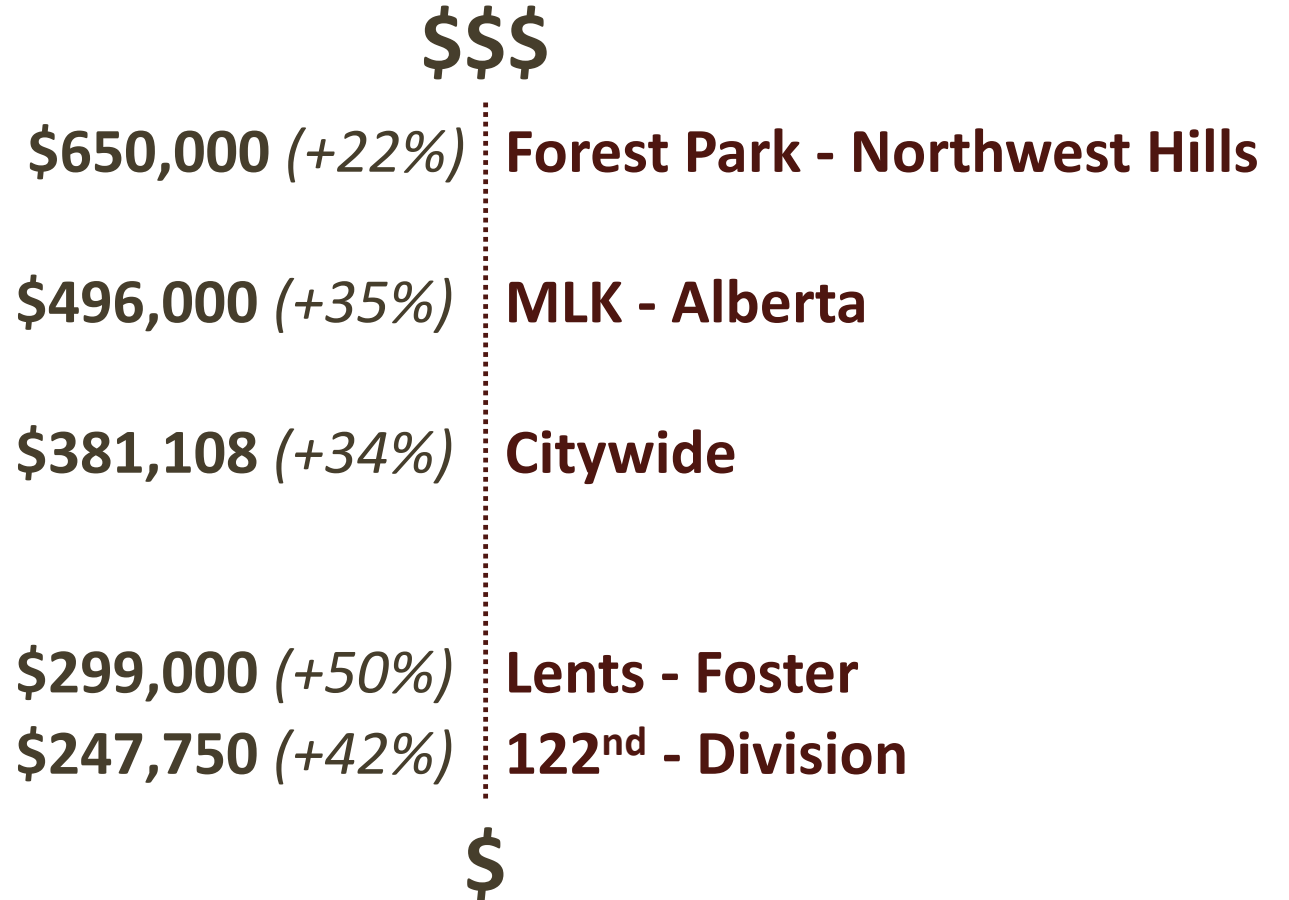 $$$
$650,000 (+22%) Forest Park - Northwest Hills
$496,000 (+35%) MLK - Alberta
$381,108 (+34%) Citywide
$299,000 (+50%) Lents - Foster
$247,750 (+42%) 122nd - Division
$